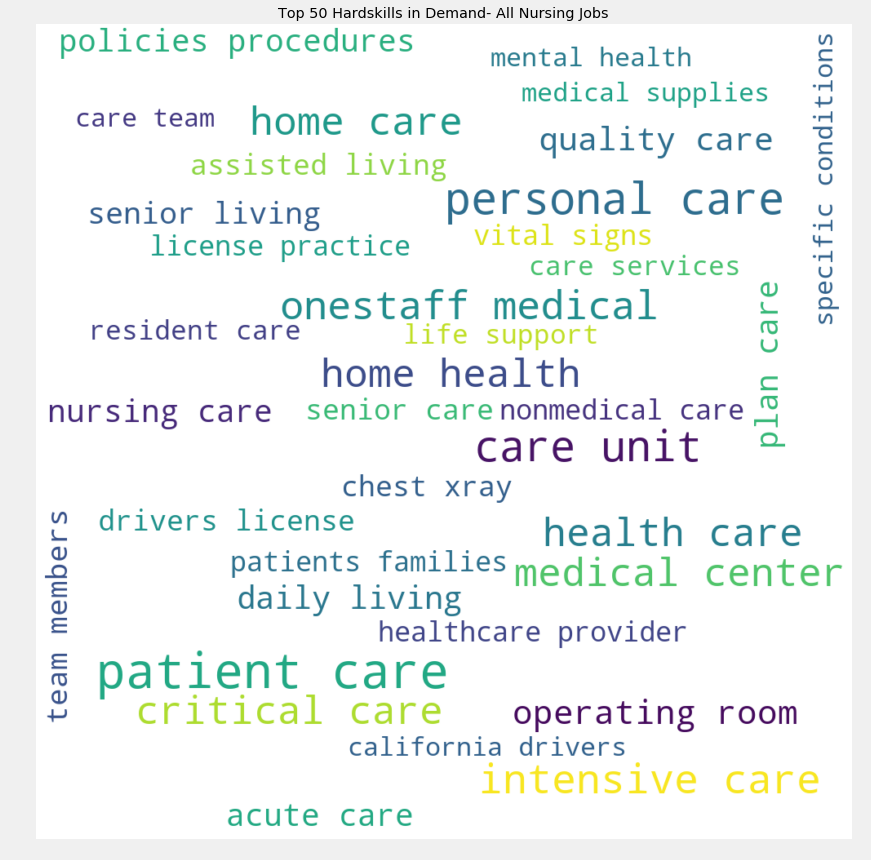 Top 50 Hardskills in Demand- All Nursing Jobs
policies procedures
mental health
specific conditions
medical supplies
care team
home care
quality care
assisted living
personal care
senior living
license practice
vital signs
care services
plan care
onestaff medical
resident care
life support
home health
nursing care
senior care
nonmedical care
care unit
chest xray
team members
drivers license
health care
patients families
medical center
daily living
healthcare provider
patient care
critical care
operating room
california drivers
intensive care
acute care